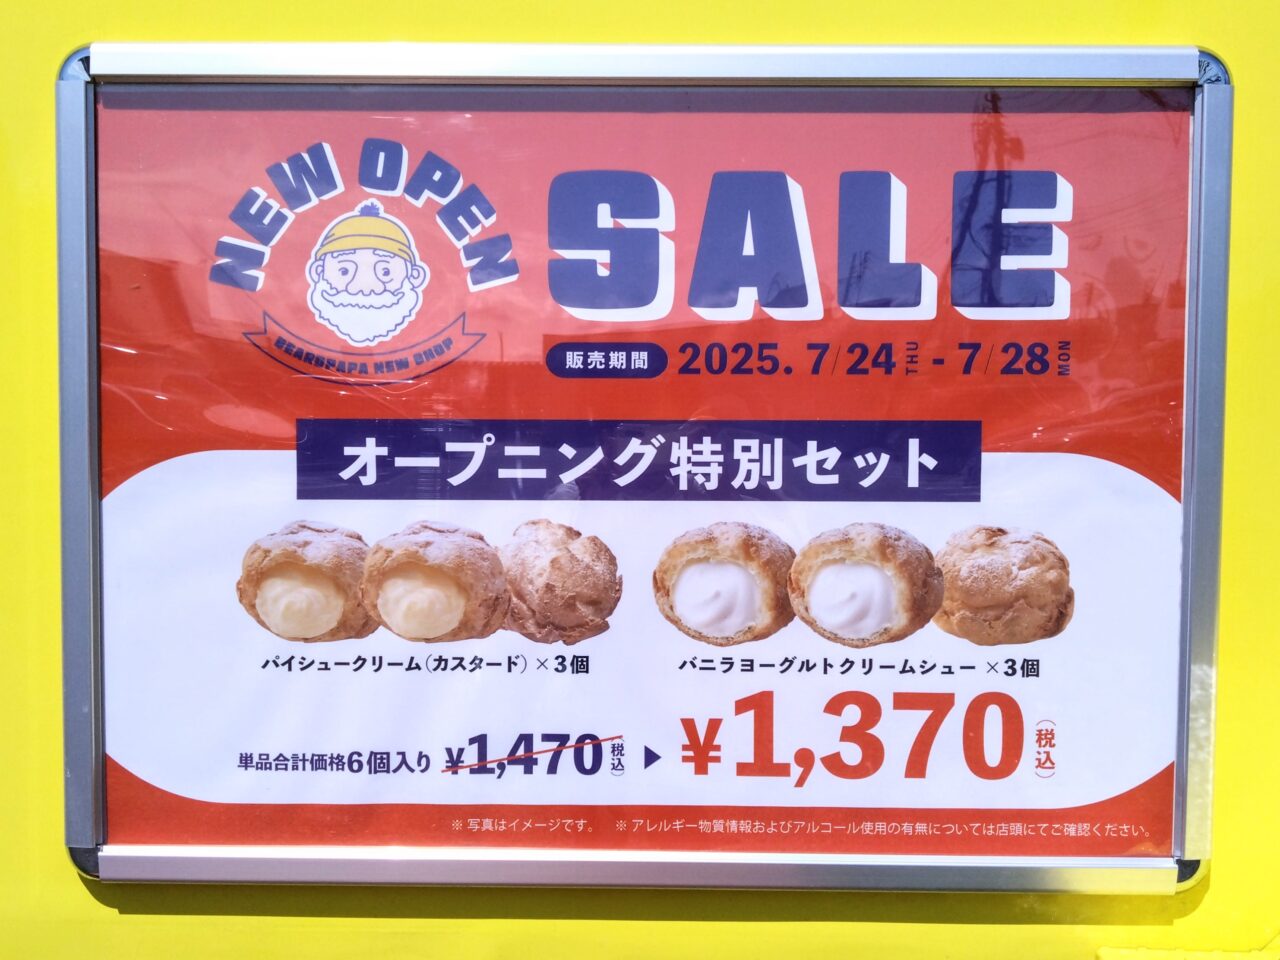 NEW OPEN
BEARDPAPA NEW SHOP
SALE
販売期間 2025. 7/24 THU - 7/28 MON
オープニング特別セット
パイシュークリーム(カスタード)×3個
バニラヨーグルトクリームシュー ×3個
単品合計価格6個入り ¥1,470(税込) ▶ ¥1,370(税込)
※写真はイメージです。 ※アレルギー物質情報およびアルコール使用の有無については店頭にてご確認ください。